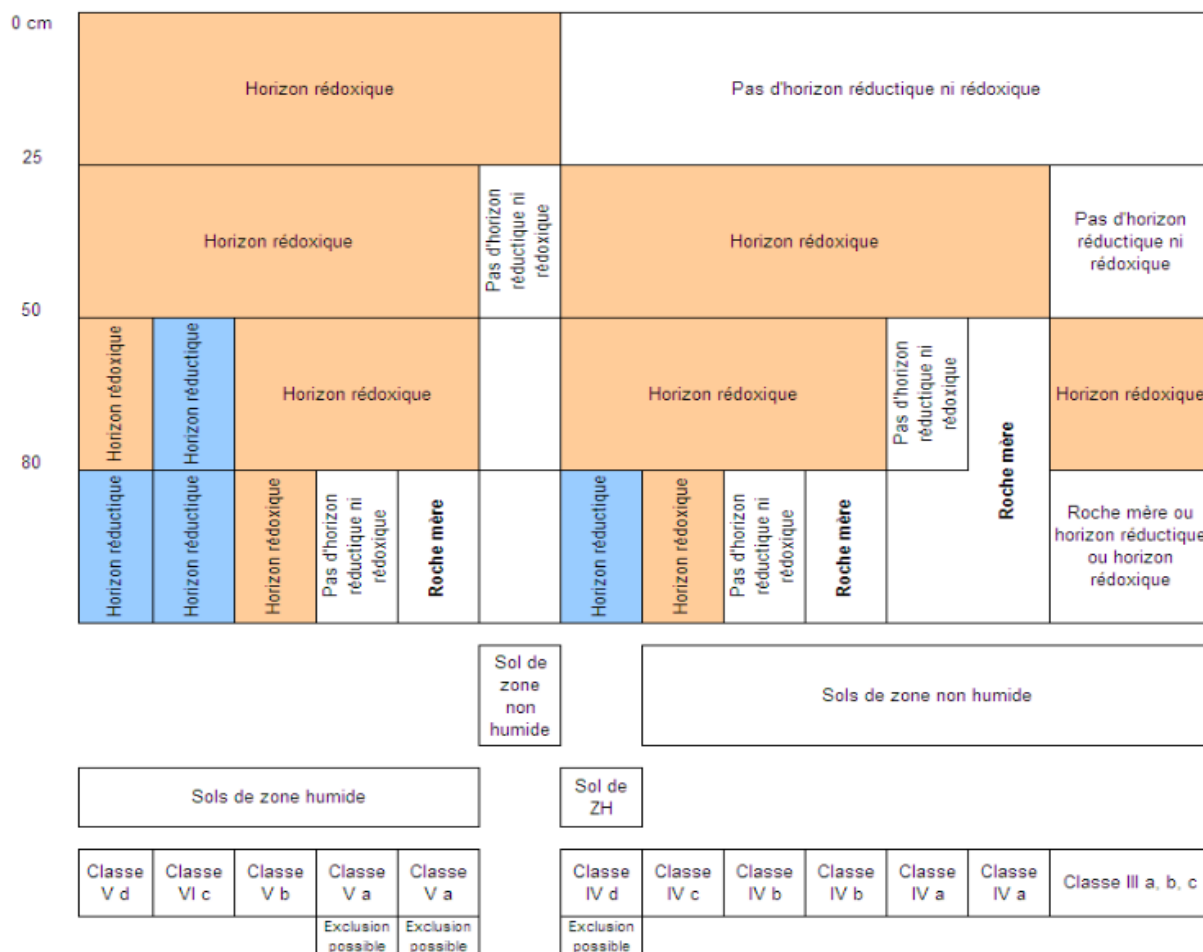 0 cm
Horizon rédoxique
Pas d'horizon réductique ni rédoxique
25
Horizon rédoxique
Pas d'horizon
réductique ni
rédoxique
Horizon rédoxique
Pas d'horizon
réductique ni
rédoxique
50
Horizon rédoxique
Horizon réductique
Horizon rédoxique
Horizon rédoxique
Pas d'horizon
réductique ni
rédoxique
Roche mère
Horizon rédoxique
80
Horizon réductique
Horizon réductique
Horizon rédoxique
Pas d'horizon
réductique ni
rédoxique
Roche mère
Horizon réductique
Horizon rédoxique
Pas d'horizon
réductique ni
rédoxique
Roche mère
Roche mère ou
horizon réductique
ou horizon
rédoxique
Sol de
zone
non
humide
Sols de zone non humide
Sols de zone humide
Sol de
ZH
Classe
V d
Classe
VI c
Classe
V b
Classe
V a
Classe
V a
Classe
IV d
Classe
IV c
Classe
IV b
Classe
IV b
Classe
IV a
Classe
IV a
Classe III a, b, c
Exclusion
possible
Exclusion
possible
Exclusion
possible